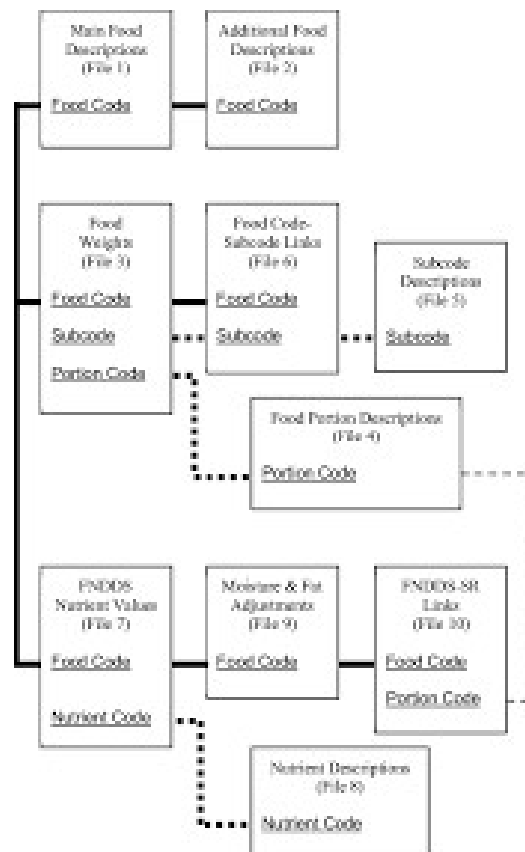 Main Food
Descriptions
(File 1)
Food Code
Additional Food
Descriptions
(File 2)
Food Code
Food
Weights
(File 3)
Food Code
Subcode
Portion Code
Food Code-
Subcode Links
(File 6)
Food Code
Subcode
Subcode
Descriptions
(File 5)
Subcode
Food Portion Descriptions
(File 4)
Portion Code
FNDDS
Nutrient Values
(File 7)
Food Code
Nutrient Code
Moisture & Fat
Adjustments
(File 9)
Food Code
FNDDS-SR
Links
(File 10)
Food Code
Portion Code
Nutrient Descriptions
(File 8)
Nutrient Code